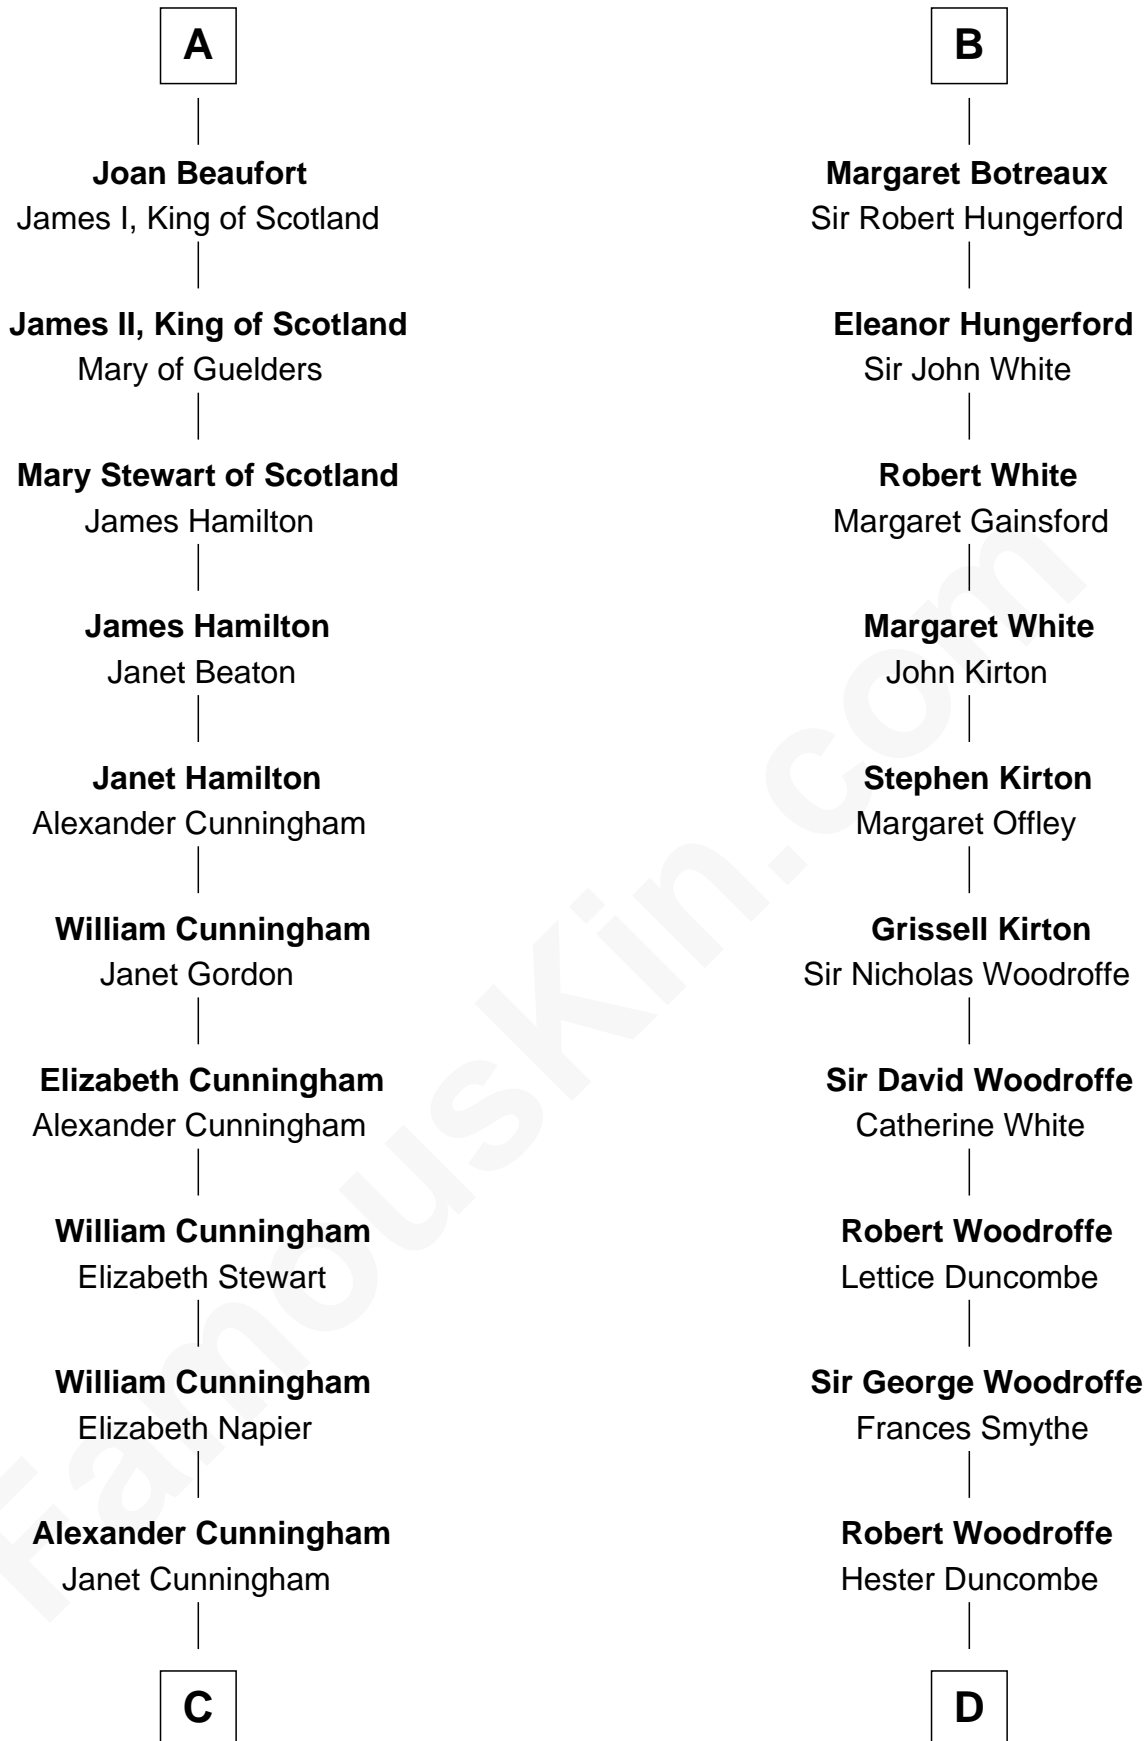 A
Joan Beaufort
James I, King of Scotland
James II, King of Scotland
Mary of Guelders
Mary Stewart of Scotland
James Hamilton
James Hamilton
Janet Beaton
Janet Hamilton
Alexander Cunningham
William Cunningham
Janet Gordon
Elizabeth Cunningham
Alexander Cunningham
William Cunningham
Elizabeth Stewart
William Cunningham
Elizabeth Napier
Alexander Cunningham
Janet Cunningham
C
B
Margaret Botreaux
Sir Robert Hungerford
Eleanor Hungerford
Sir John White
Robert White
Margaret Gainsford
Margaret White
John Kirton
Stephen Kirton
Margaret Offley
Grissell Kirton
Sir Nicholas Woodroffe
Sir David Woodroffe
Catherine White
Robert Woodroffe
Lettice Duncombe
Sir George Woodroffe
Frances Smythe
Robert Woodroffe
Hester Duncombe
D
FamousKin.com